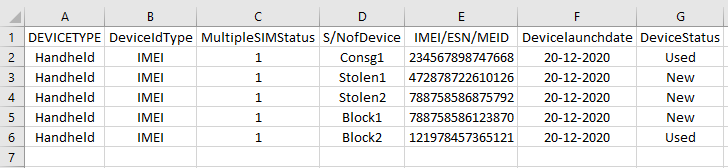 A B C D E F G
1 DEVICETYPE DeviceIdType MultipleSIMStatus S/NofDevice IMEI/ESN/MEID Devicelaunchdate DeviceStatus
2 Handheld IMEI 1 Consg1 234567898747668 20-12-2020 Used
3 Handheld IMEI 1 Stolen1 472878722610126 20-12-2020 New
4 Handheld IMEI 1 Stolen2 788758586875792 20-12-2020 New
5 Handheld IMEI 1 Block1 788758586123870 20-12-2020 New
6 Handheld IMEI 1 Block2 121978457365121 20-12-2020 Used
7